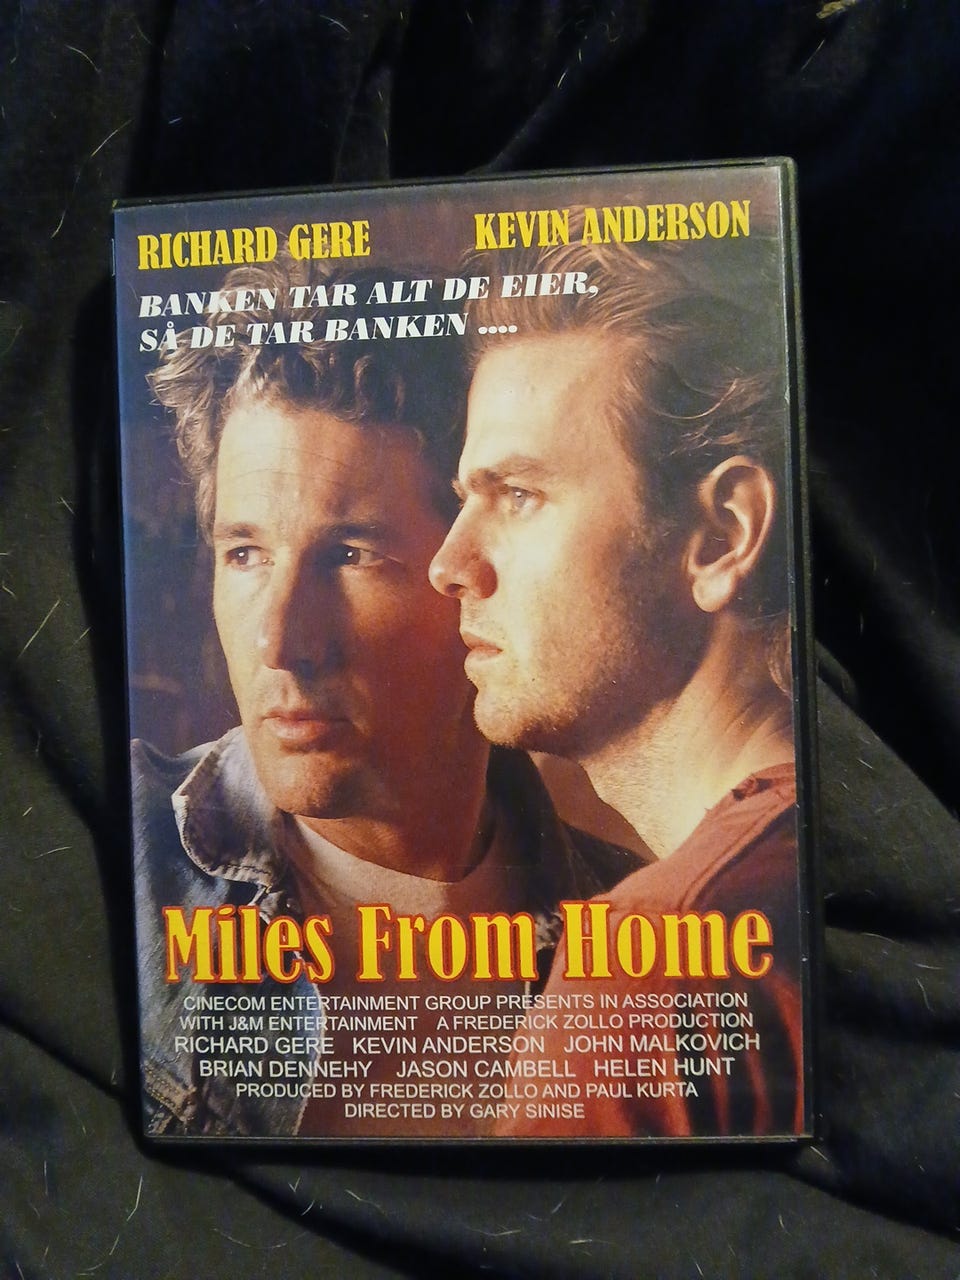 RICHARD GERE KEVIN ANDERSON
BANKEN TAR ALT DE EIER,
SÅ DE TAR BANKEN ....
Miles From Home
CINECOM ENTERTAINMENT GROUP PRESENTS IN ASSOCIATION
WITH J&M ENTERTAINMENT A FREDERICK ZOLLO PRODUCTION
RICHARD GERE KEVIN ANDERSON JOHN MALKOVICH
BRIAN DENNEHY JASON CAMBELL HELEN HUNT
PRODUCED BY FREDERICK ZOLLO AND PAUL KURTA
DIRECTED BY GARY SINISE